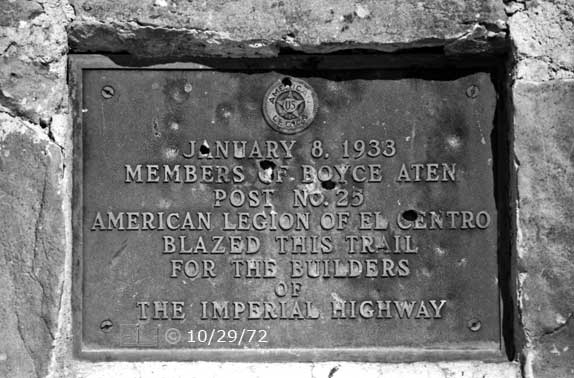 AMERICAN
US
LEGION
JANUARY 8, 1933
MEMBERS OF BOYCE ATEN
POST NO. 25
AMERICAN LEGION OF EL CENTRO
BLAZED THIS TRAIL
FOR THE BUILDERS
OF
THE IMPERIAL HIGHWAY
© 10/29/72